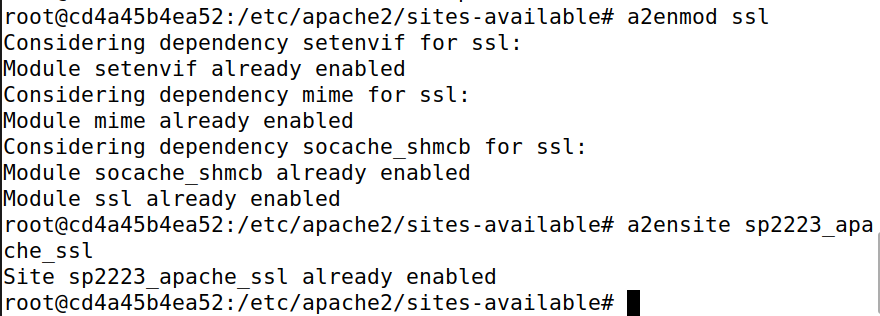 root@cd4a45b4ea52:/etc/apache2/sites-available# a2enmod ssl
Considering dependency setenvif for ssl:
Module setenvif already enabled
Considering dependency mime for ssl:
Module mime already enabled
Considering dependency socache_shmcb for ssl:
Module socache_shmcb already enabled
Module ssl already enabled
root@cd4a45b4ea52:/etc/apache2/sites-available# a2ensite sp2223_apa
che_ssl
Site sp2223_apache_ssl already enabled
root@cd4a45b4ea52:/etc/apache2/sites-available#